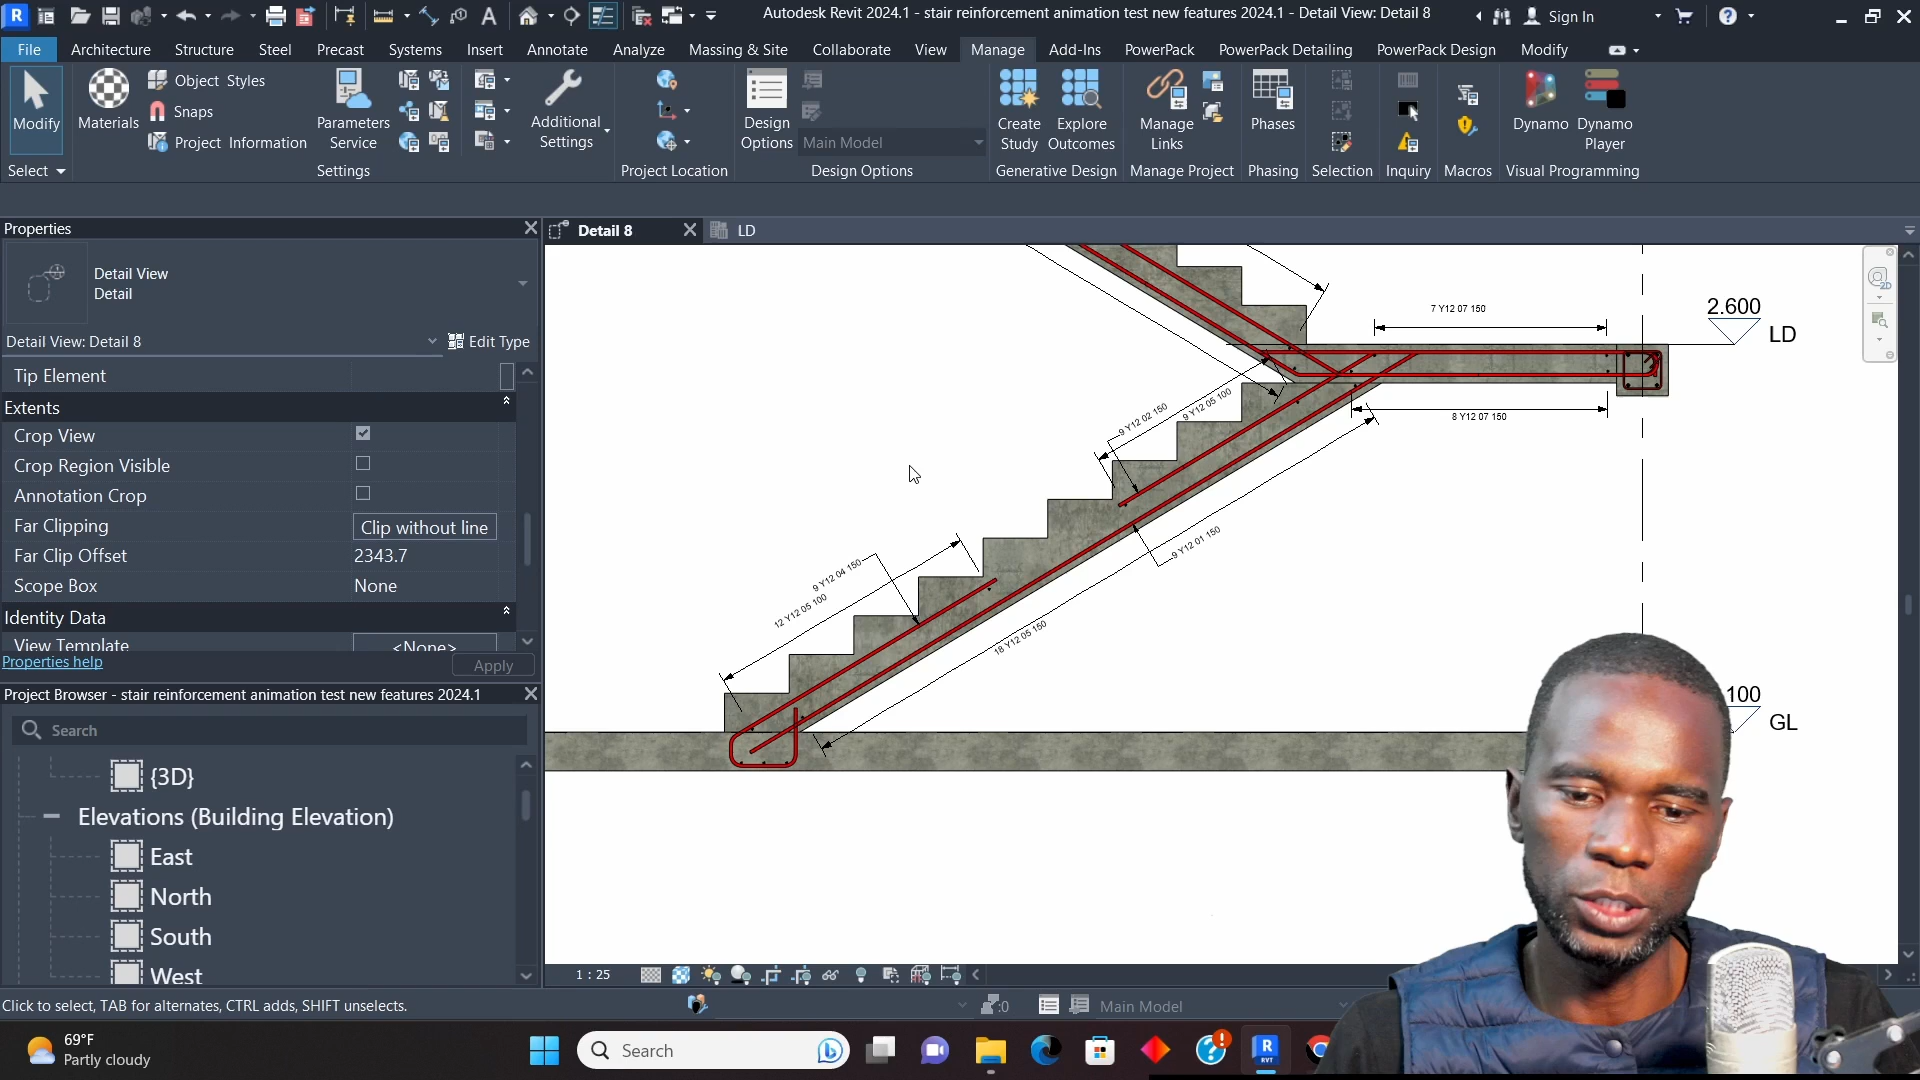 Autodesk Revit 2024.1 - stair reinforcement animation test new features 2024.1 - Detail View: Detail 8
Sign In
File Architecture Structure Steel Precast Systems Insert Annotate Analyze Massing & Site Collaborate View Manage Add-Ins PowerPack PowerPack Detailing PowerPack Design Modify
Modify
Materials
Object Styles
Snaps
Project Information
Parameters Service
Additional Settings
Design Options
Main Model
Create Study
Explore Outcomes
Manage Links
Phases
Dynamo
Dynamo Player
Select Settings Project Location Design Options Generative Design Manage Project Phasing Selection Inquiry Macros Visual Programming
Properties
Detail 8
LD
Detail View
Detail
Detail View: Detail 8
Edit Type
Tip Element
Extents
Crop View
Crop Region Visible
Annotation Crop
Far Clipping Clip without line
Far Clip Offset 2343.7
Scope Box None
Identity Data
View Template <None>
Properties help
Apply
Project Browser - stair reinforcement animation test new features 2024.1
Search
{3D}
Elevations (Building Elevation)
East
North
South
West
7 Y12 07 150
2.600
LD
8 Y12 07 150
9 Y12 02 150
9 Y12 05 100
9 Y12 01 150
9 Y12 04 150
12 Y12 05 100
18 Y12 05 150
100
GL
1 : 25
Click to select, TAB for alternates, CTRL adds, SHIFT unselects.
:0
Main Model
69°F
Partly cloudy
Search